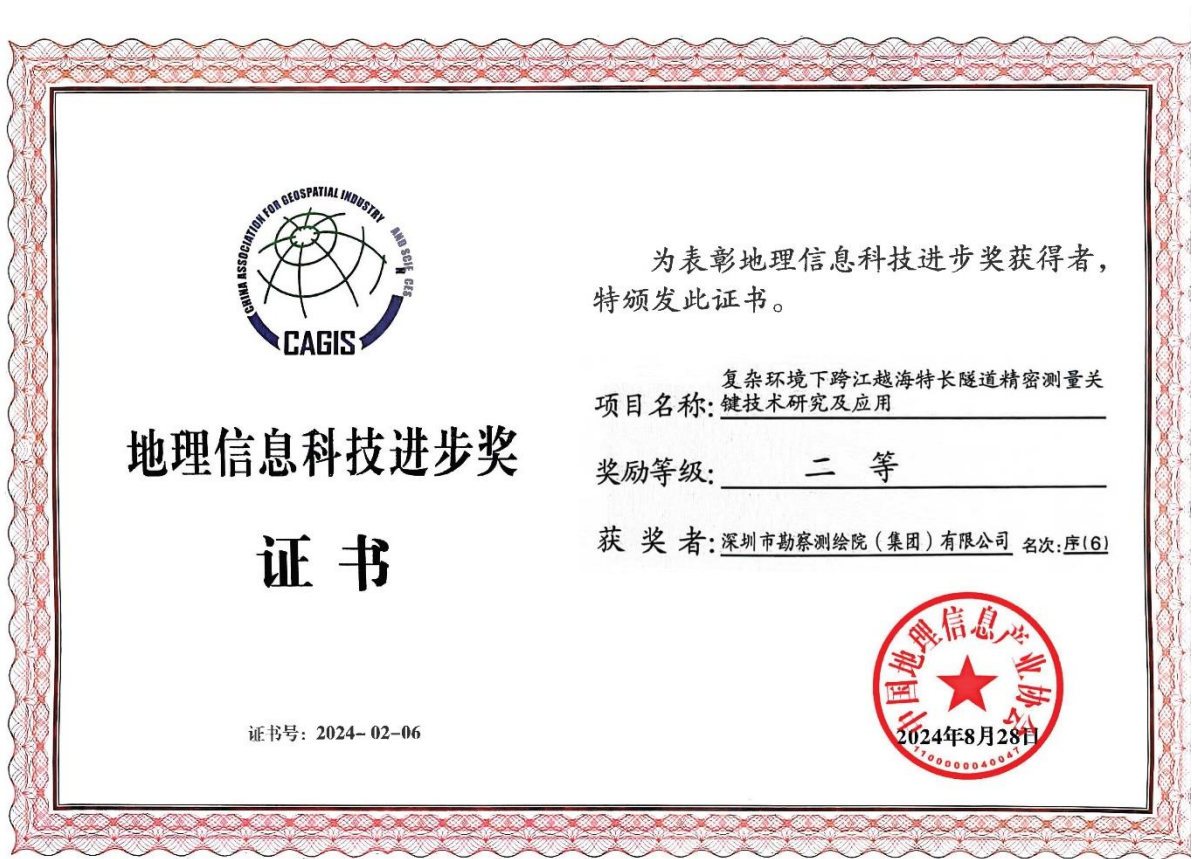 CHINA ASSOCIATION FOR GEOSPATIAL INDUSTRY AND SCIENCES
CAGIS
地理信息科技进步奖
证 书
证书号：2024-02-06
为表彰地理信息科技进步奖获得者，
特颁发此证书。
项目名称:复杂环境下跨江越海特长隧道精密测量关
键技术研究及应用
奖励等级: 二 等
获 奖 者:深圳市勘察测绘院（集团）有限公司 名次:序(6)
中国地理信息产业协会
2024年8月28日
1100000040047